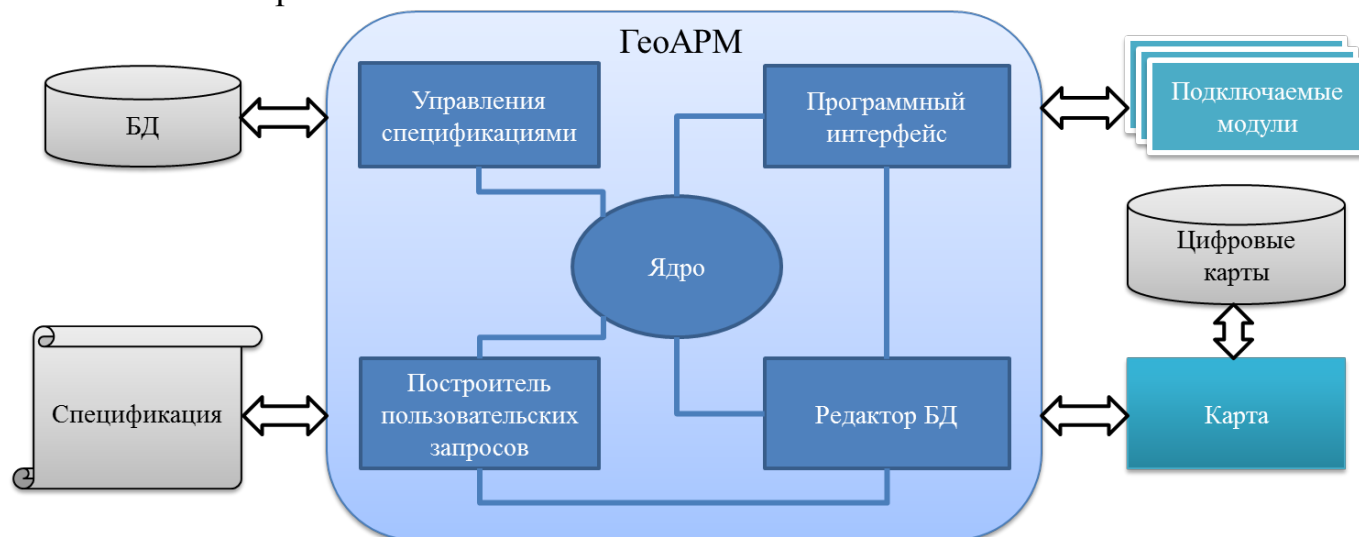 ГеоАРМ
БД
Управления
спецификациями
Программный
интерфейс
Подключаемые
модули
Ядро
Цифровые
карты
Спецификация
Построитель
пользовательских
запросов
Редактор БД
Карта